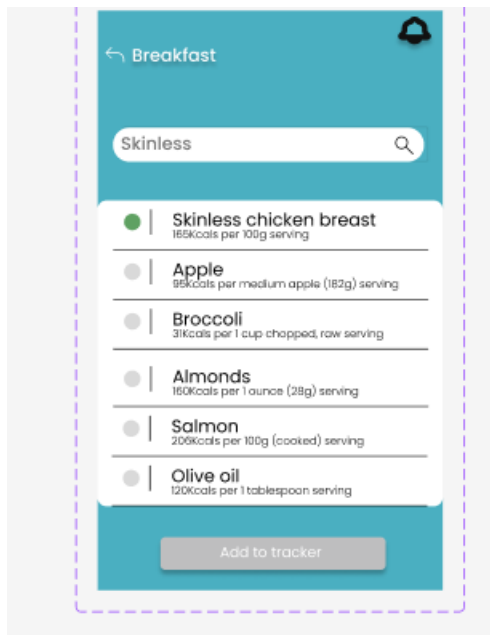 Breakfast
Skinless
Skinless chicken breast
165Kcals per 100g serving
Apple
95Kcals per medium apple (182g) serving
Broccoli
31Kcals per 1 cup chopped, raw serving
Almonds
160Kcals per 1 ounce (28g) serving
Salmon
206Kcals per 100g (cooked) serving
Olive oil
120Kcals per 1 tablespoon serving
Add to tracker